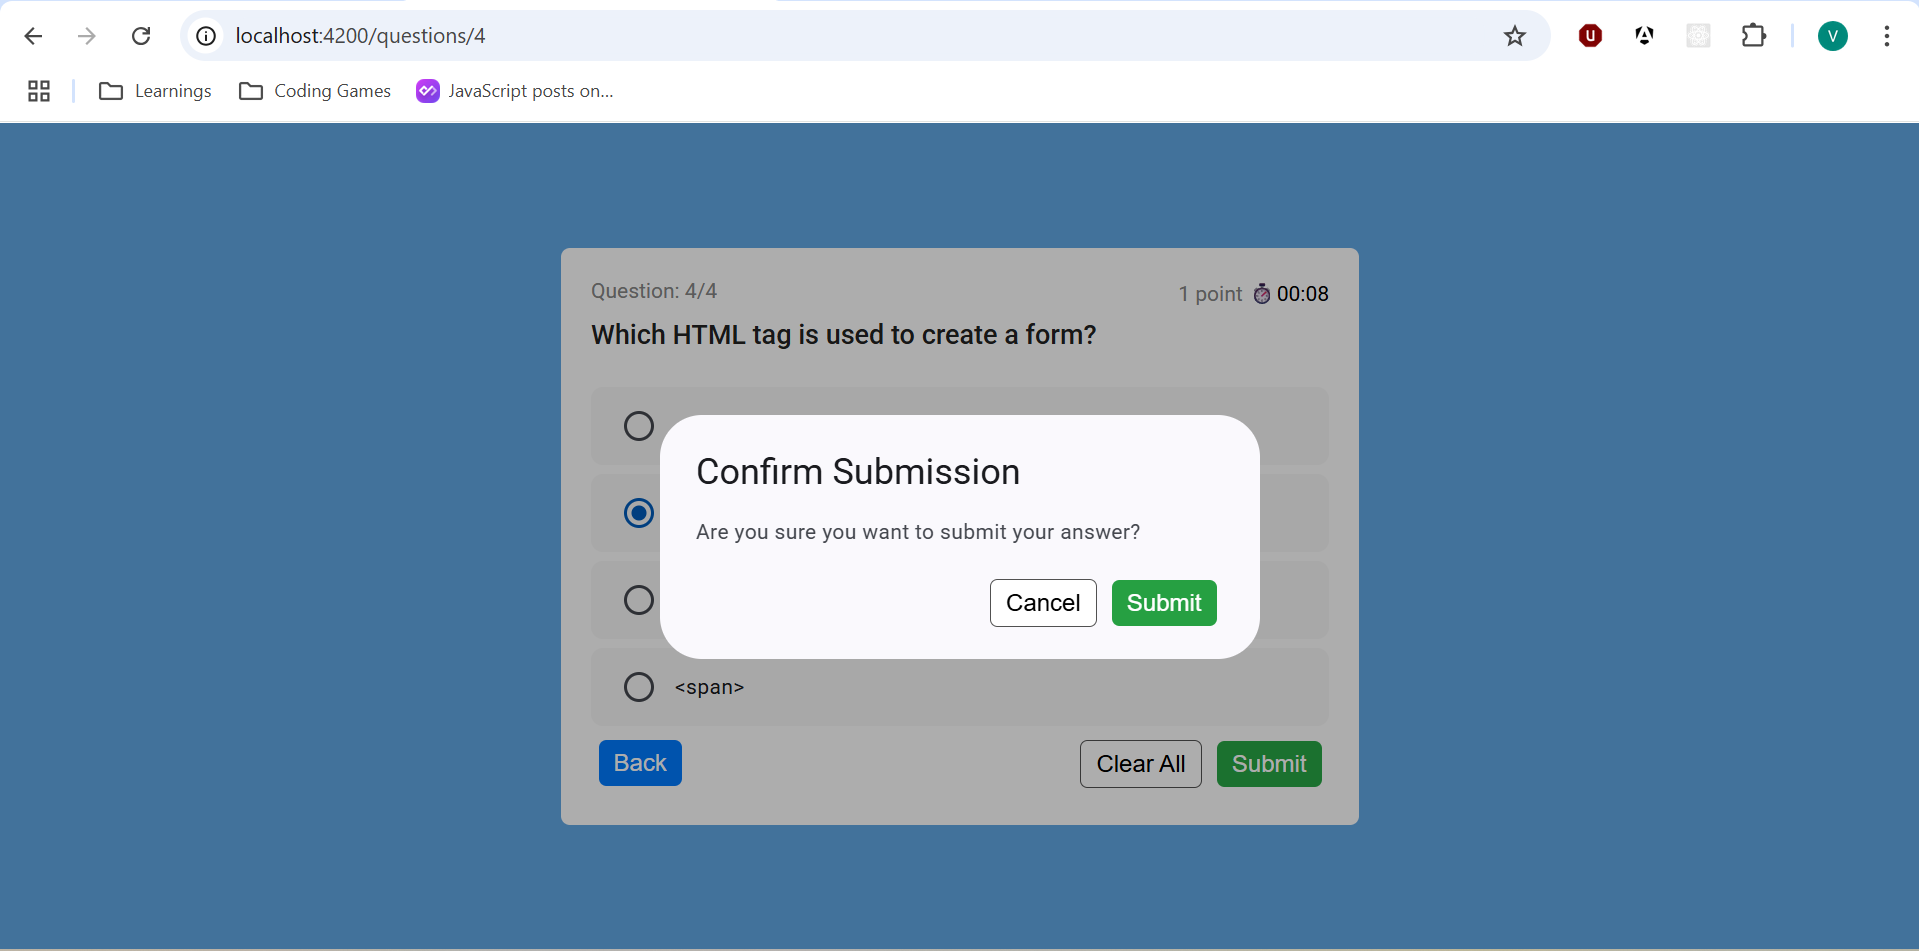 localhost:4200/questions/4
V
Learnings
Coding Games
JavaScript posts on...
Question: 4/4
1 point 00:08
Which HTML tag is used to create a form?
Confirm Submission
Are you sure you want to submit your answer?
Cancel
Submit
<span>
Back
Clear All
Submit